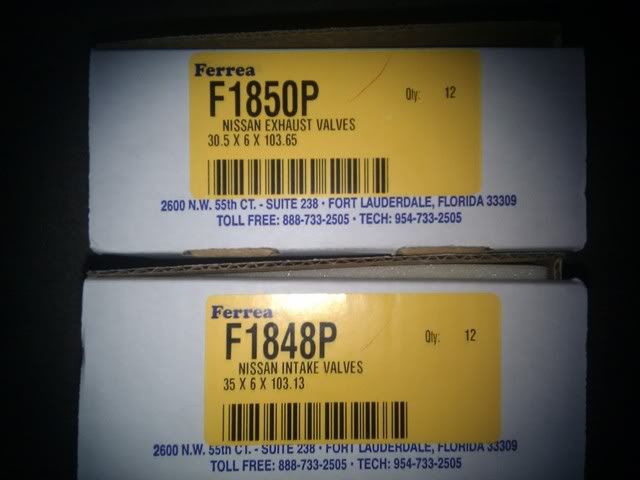 Ferrea
F1850P
Qty: 12
NISSAN EXHAUST VALVES
30.5 X 6 X 103.65
2600 N.W. 55th CT. - SUITE 238 · FORT LAUDERDALE, FLORIDA 33309
TOLL FREE: 888-733-2505 · TECH: 954-733-2505
Ferrea
F1848P
Qty: 12
NISSAN INTAKE VALVES
35 X 6 X 103.13
2600 N.W. 55th CT. - SUITE 238 · FORT LAUDERDALE, FLORIDA 33309
TOLL FREE: 888-733-2505 · TECH: 954-733-2505